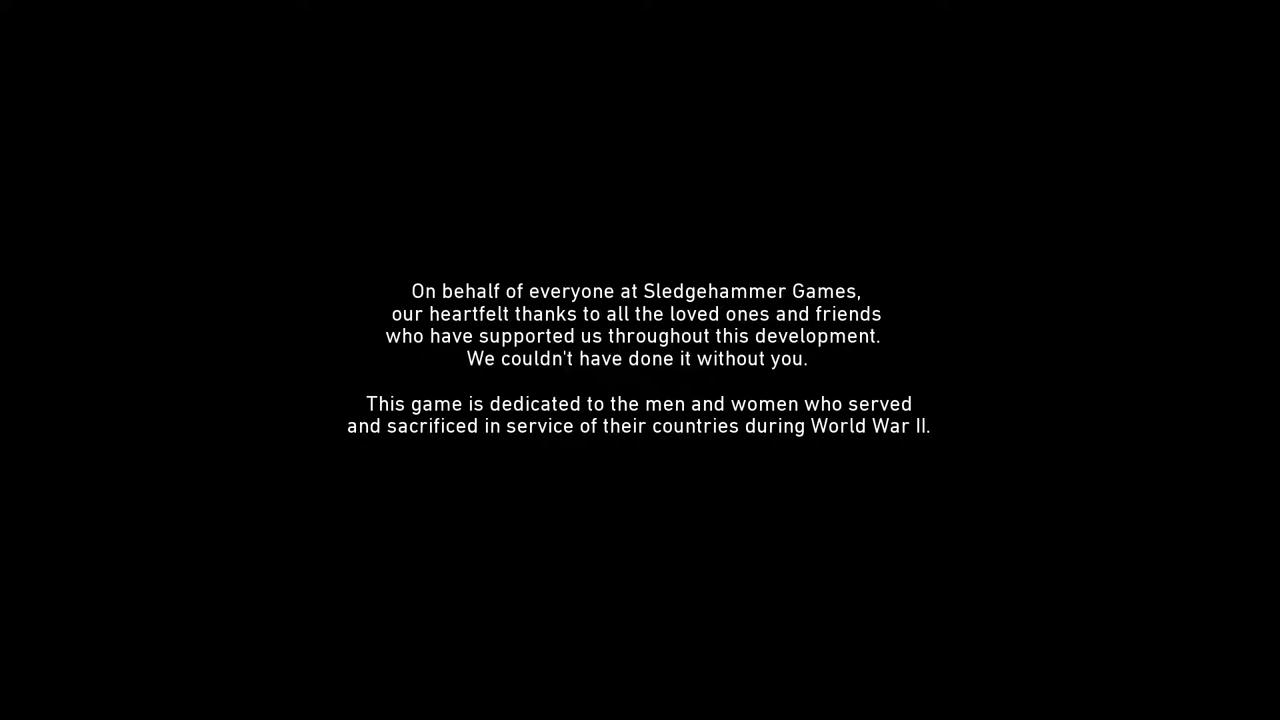 On behalf of everyone at Sledgehammer Games,
our heartfelt thanks to all the loved ones and friends
who have supported us throughout this development.
We couldn't have done it without you.
This game is dedicated to the men and women who served
and sacrificed in service of their countries during World War II.